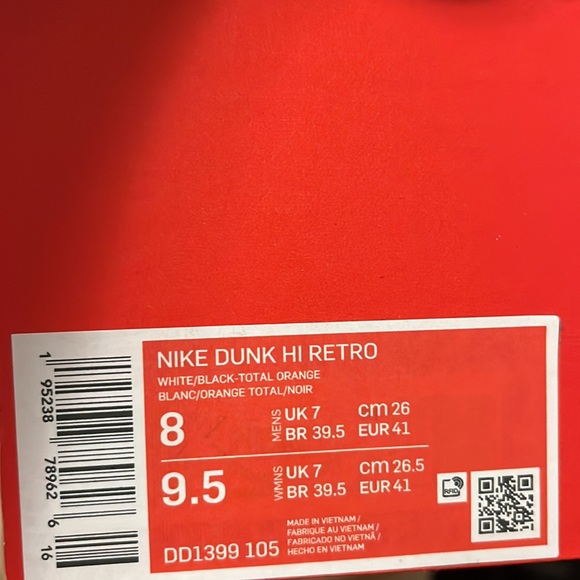 NIKE DUNK HI RETRO
WHITE/BLACK-TOTAL ORANGE
BLANC/ORANGE TOTAL/NOIR
8 MENS UK 7 cm 26
BR 39.5 EUR 41
9.5 WMNS UK 7 cm 26.5
BR 39.5 EUR 41
RFID
DD1399 105
MADE IN VIETNAM /
FABRIQUE AU VIETNAM /
FABRICADO NO VIETNÃ /
HECHO EN VIETNAM
1 95238 78962 6 16